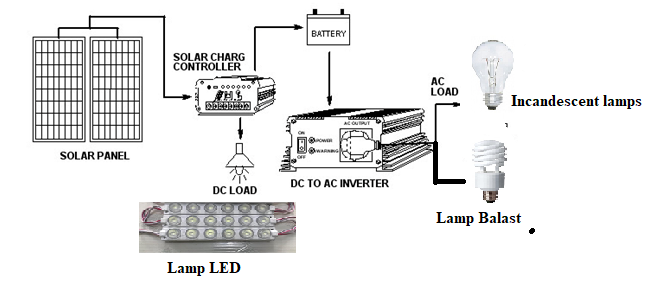 BATTERY
SOLAR CHARG
CONTROLLER
AC
LOAD
Incandescent lamps
AC OUTPUT
ON
POWER
WARNING
OFF
SOLAR PANEL
DC LOAD
DC TO AC INVERTER
Lamp Balast
Lamp LED